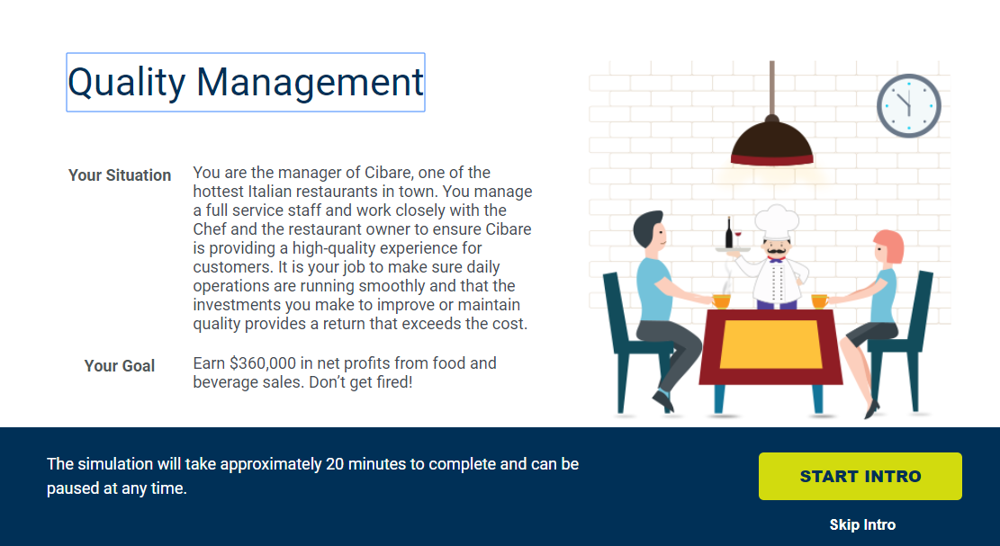 Quality Management
Your Situation
You are the manager of Cibare, one of the
hottest Italian restaurants in town. You manage
a full service staff and work closely with the
Chef and the restaurant owner to ensure Cibare
is providing a high-quality experience for
customers. It is your job to make sure daily
operations are running smoothly and that the
investments you make to improve or maintain
quality provides a return that exceeds the cost.
Your Goal
Earn $360,000 in net profits from food and
beverage sales. Don’t get fired!
The simulation will take approximately 20 minutes to complete and can be
paused at any time.
START INTRO
Skip Intro